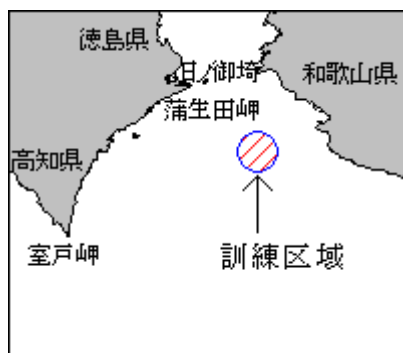 徳島県
日ノ御埼
和歌山県
蒲生田岬
高知県
室戸岬
訓練区域